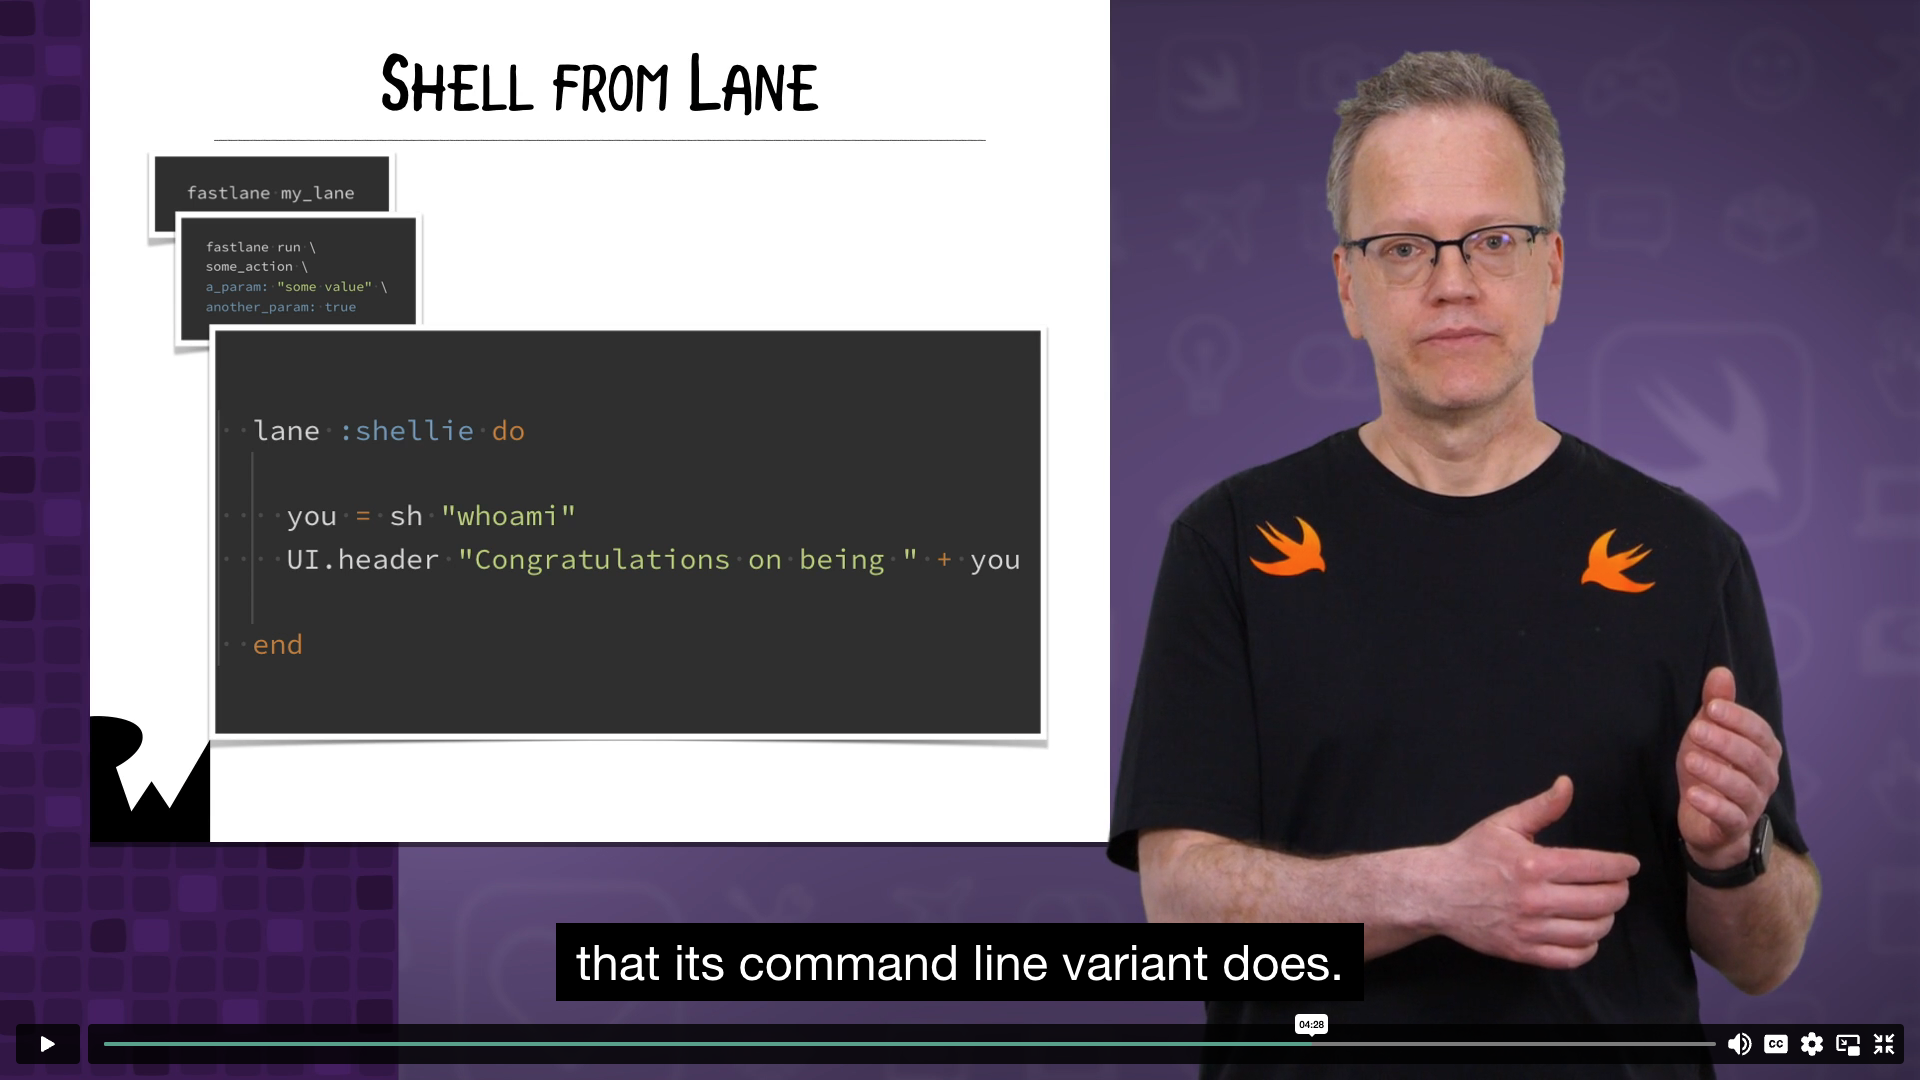 SHELL FROM LANE
fastlane my_lane
fastlane run \
some_action \
a_param: "some value" \
another_param: true
lane :shellie do
you = sh "whoami"
UI.header "Congratulations on being " + you
end
RW
that its command line variant does.
04:28
CC